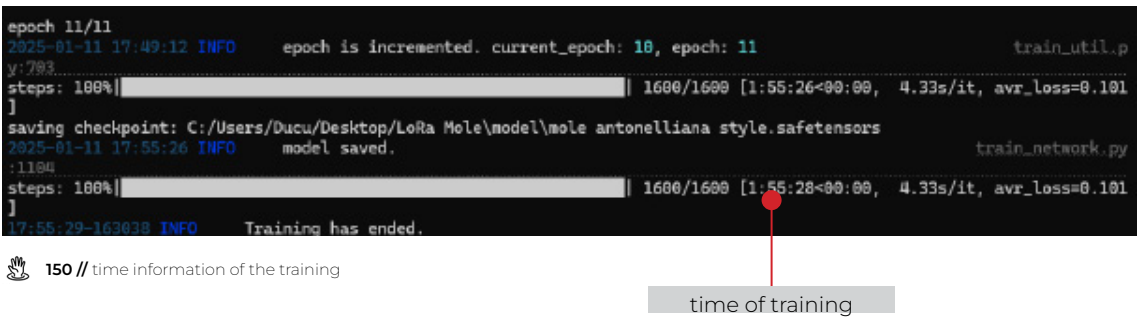 epoch 11/11
2025-01-11 17:49:12 INFO epoch is incremented. current_epoch: 10, epoch: 11 train_util.p
y:703
steps: 100%| | 1600/1600 [1:55:26<00:00, 4.33s/it, avr_loss=0.101
]
saving checkpoint: C:/Users/Ducu/Desktop/LoRa Mole\model\mole antonelliana style.safetensors
2025-01-11 17:55:26 INFO model saved. train_network.py
:1104
steps: 100%| | 1600/1600 [1:55:28<00:00, 4.33s/it, avr_loss=0.101
]
17:55:29-163038 INFO Training has ended.
150 // time information of the training
time of training